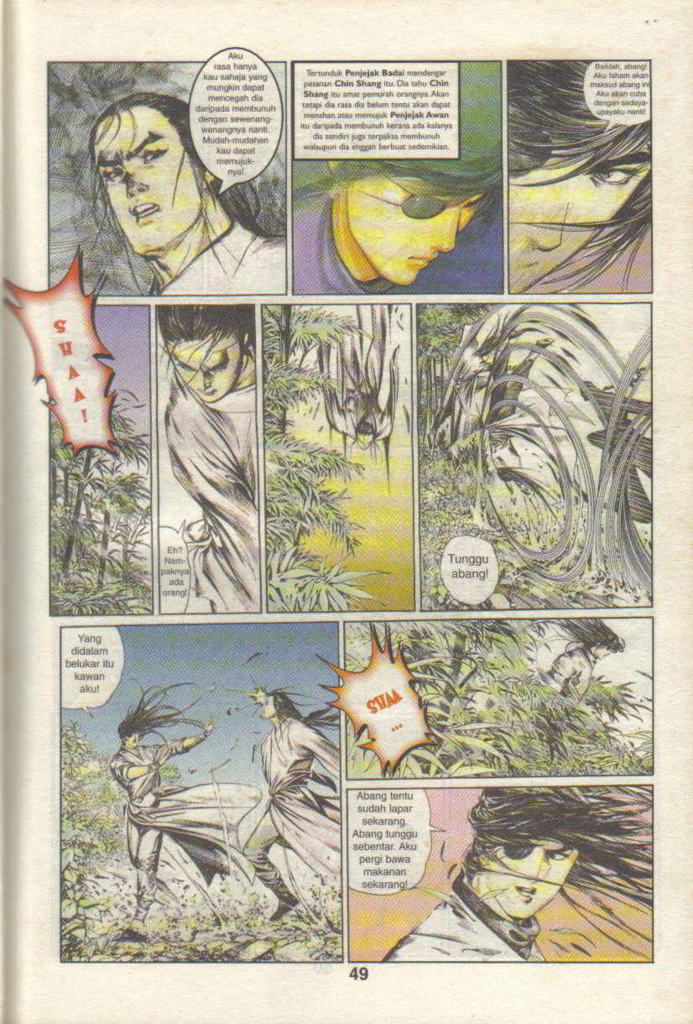 Aku
rasa hanya
kau sahaja yang
mungkin dapat
mencegah dia
daripada membunuh
dengan sewenang-
wenangnya nanti.
Mudah-mudahan
kau dapat
memujuk-
nya!
Tertunduk Penjejak Badai mendengar
pesanan Chin Shang itu. Dia tahu Chin
Shang itu amat pemurah orangnya. Akan
tetapi dia rasa dia belum tentu akan dapat
menahan atau memujuk Penjejak Awan
itu daripada membunuh kerana ada kalanya
dia sendiri juga terpaksa membunuh
walaupun dia enggan berbuat sedemikian.
Baiklah, abang!
Aku faham akan
maksud abang ini
Aku akan cuba
dengan sedaya-
upayaku nanti!
SHAA!
Eh?
Nam-
paknya
ada
orang!
Tunggu
abang!
Yang
didalam
belukar itu
kawan
aku!
SHAA
...
Abang tentu
sudah lapar
sekarang.
Abang tunggu
sebentar. Aku
pergi bawa
makanan
sekarang!
49